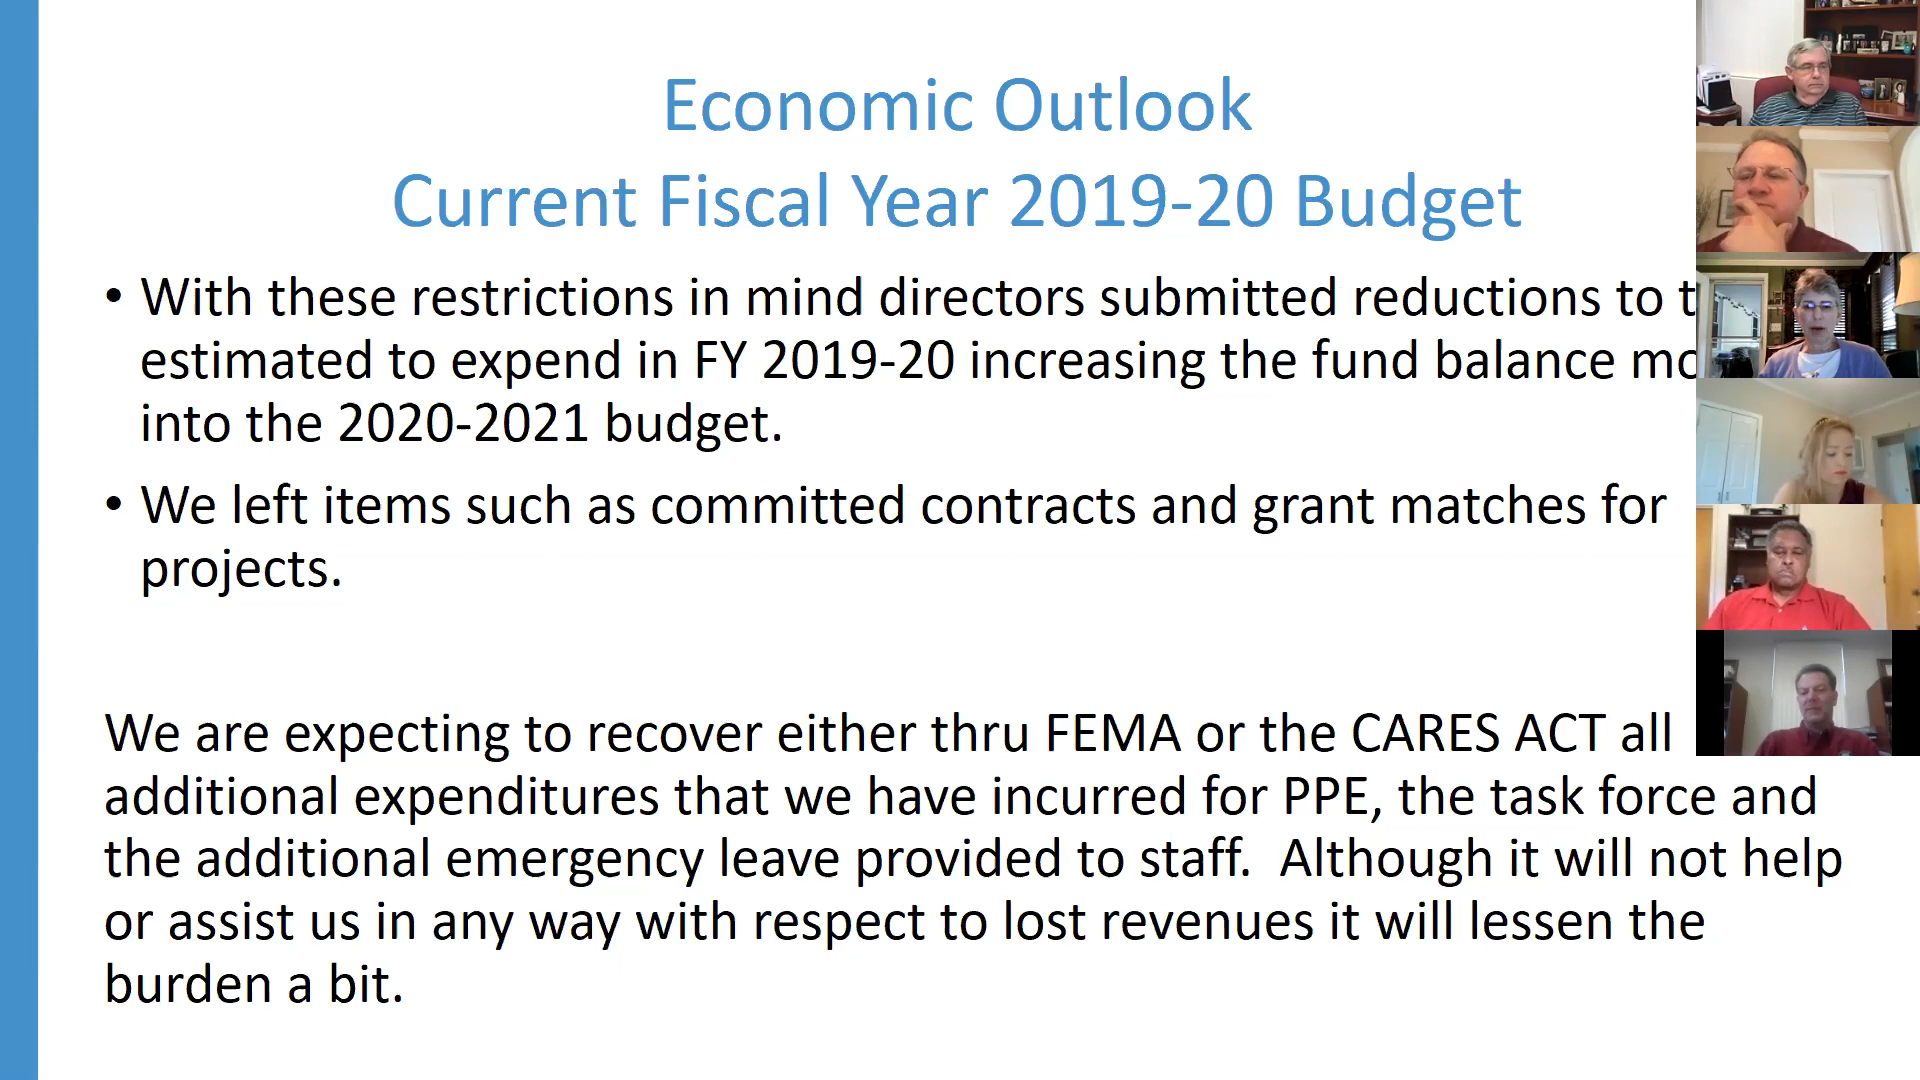 Economic Outlook
Current Fiscal Year 2019-20 Budget
• With these restrictions in mind directors submitted reductions to
estimated to expend in FY 2019-20 increasing the fund balance
into the 2020-2021 budget.
• We left items such as committed contracts and grant matches for
projects.
We are expecting to recover either thru FEMA or the CARES ACT all
additional expenditures that we have incurred for PPE, the task force and
the additional emergency leave provided to staff. Although it will not help
or assist us in any way with respect to lost revenues it will lessen the
burden a bit.